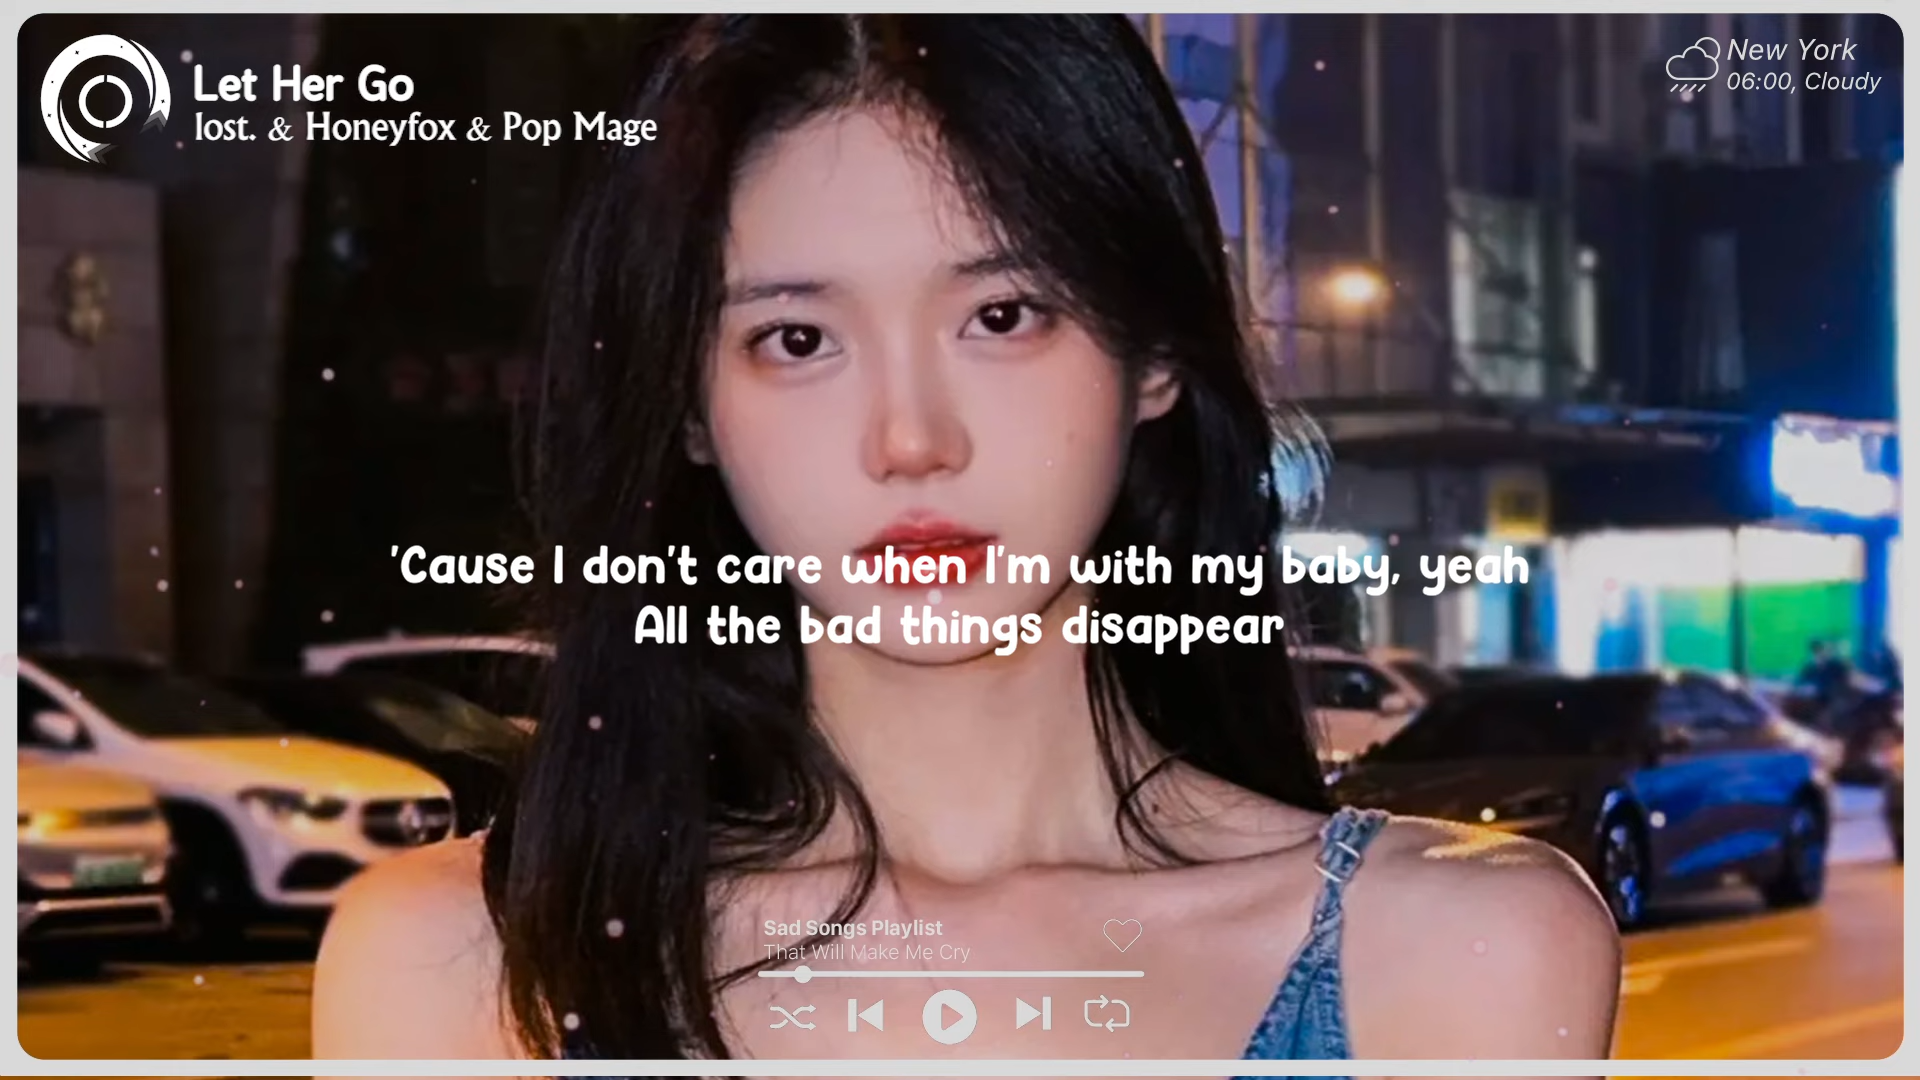 Let Her Go
lost. & Honeyfox & Pop Mage
New York
06:00, Cloudy
'Cause I don't care when I'm with my baby, yeah
All the bad things disappear
Sad Songs Playlist
That Will Make Me Cry